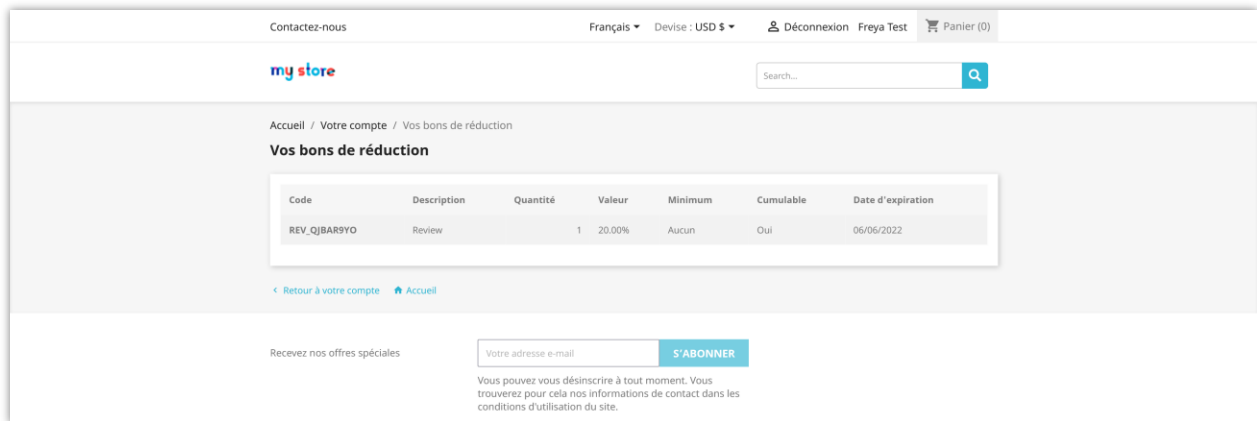 Contactez-nous Français Devise : USD $ Déconnexion Freya Test Panier (0)
my store Search...
Accueil / Votre compte / Vos bons de réduction
Vos bons de réduction
Code Description Quantité Valeur Minimum Cumulable Date d'expiration
REV_QJBAR9YO Review 1 20.00% Aucun Oui 06/06/2022
Retour à votre compte Accueil
Recevez nos offres spéciales Votre adresse e-mail S'ABONNER
Vous pouvez vous désinscrire à tout moment. Vous
trouverez pour cela nos informations de contact dans les
conditions d'utilisation du site.